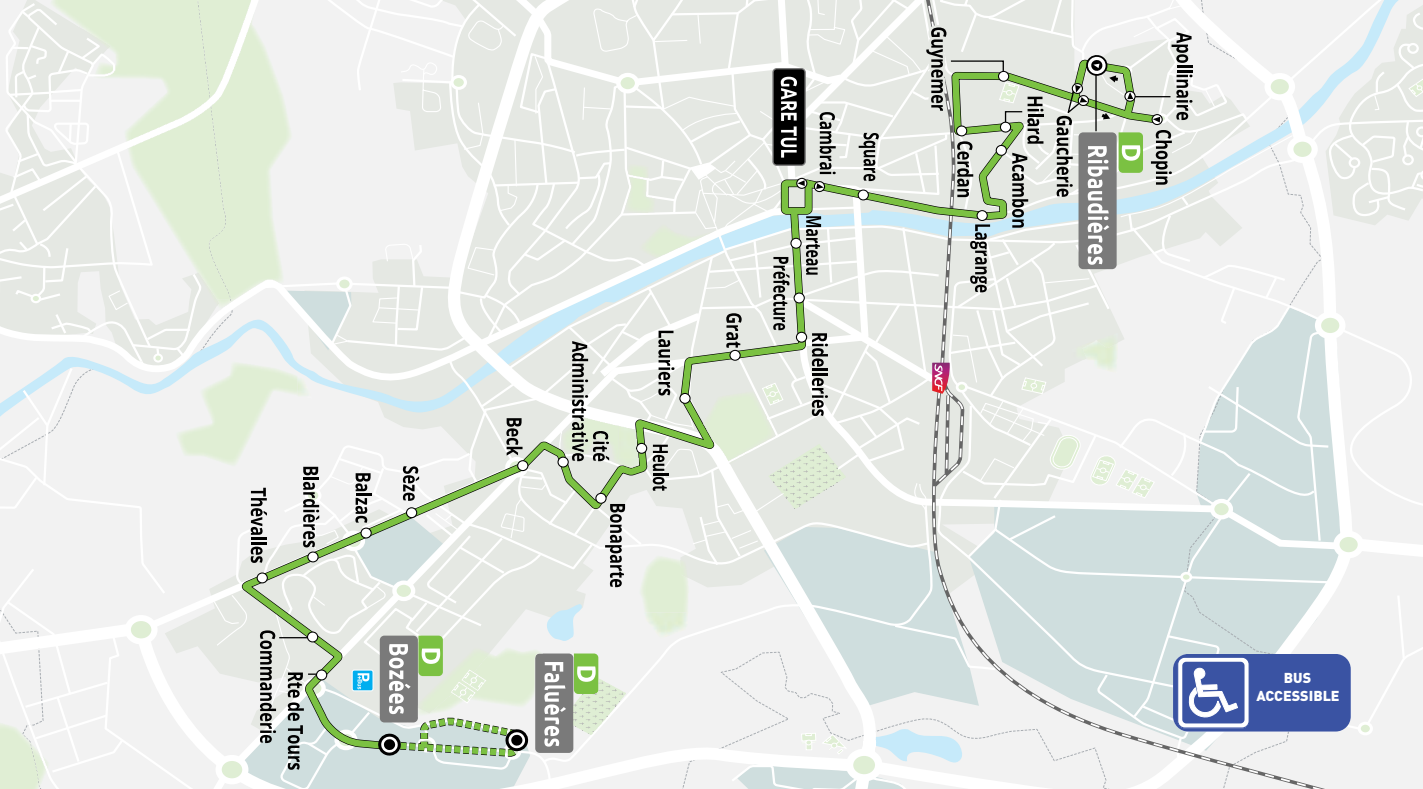 Apollinaire
Chopin
D
Ribaudières
Gaucherie
Guynemer
Hilard
Acambon
Cerdan
Lagrange
Square
Cambrai
GARE TUL
Marteau
Préfecture
Ridelleries
SNCF
Grat
Lauriers
Heulot
Bonaparte
Cité
Administrative
Beck
Sèze
Balzac
Blardières
Thévalles
Commanderie
Rte de Tours
D
Bozées
D
Faluères
BUS
ACCESSIBLE